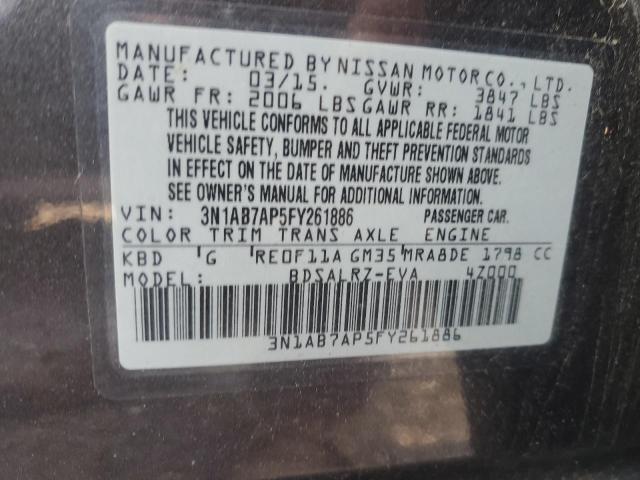 MANUFACTURED BY NISSAN MOTOR CO., LTD.
DATE: 03/15. GVWR: 3847 LBS
GAWR FR: 2006 LBS GAWR RR: 1841 LBS
THIS VEHICLE CONFORMS TO ALL APPLICABLE FEDERAL MOTOR
VEHICLE SAFETY, BUMPER AND THEFT PREVENTION STANDARDS
IN EFFECT ON THE DATE OF MANUFACTURE SHOWN ABOVE.
SEE OWNER'S MANUAL FOR ADDITIONAL INFORMATION.
VIN: 3N1AB7AP5FY261886 PASSENGER CAR.
COLOR TRIM TRANS AXLE ENGINE
KBD 'G 'RE0F11A GM35'MRA8DE 1798 CC
MODEL: BDSALRZ-EVA 4Z000
3N1AB7AP5FY261886